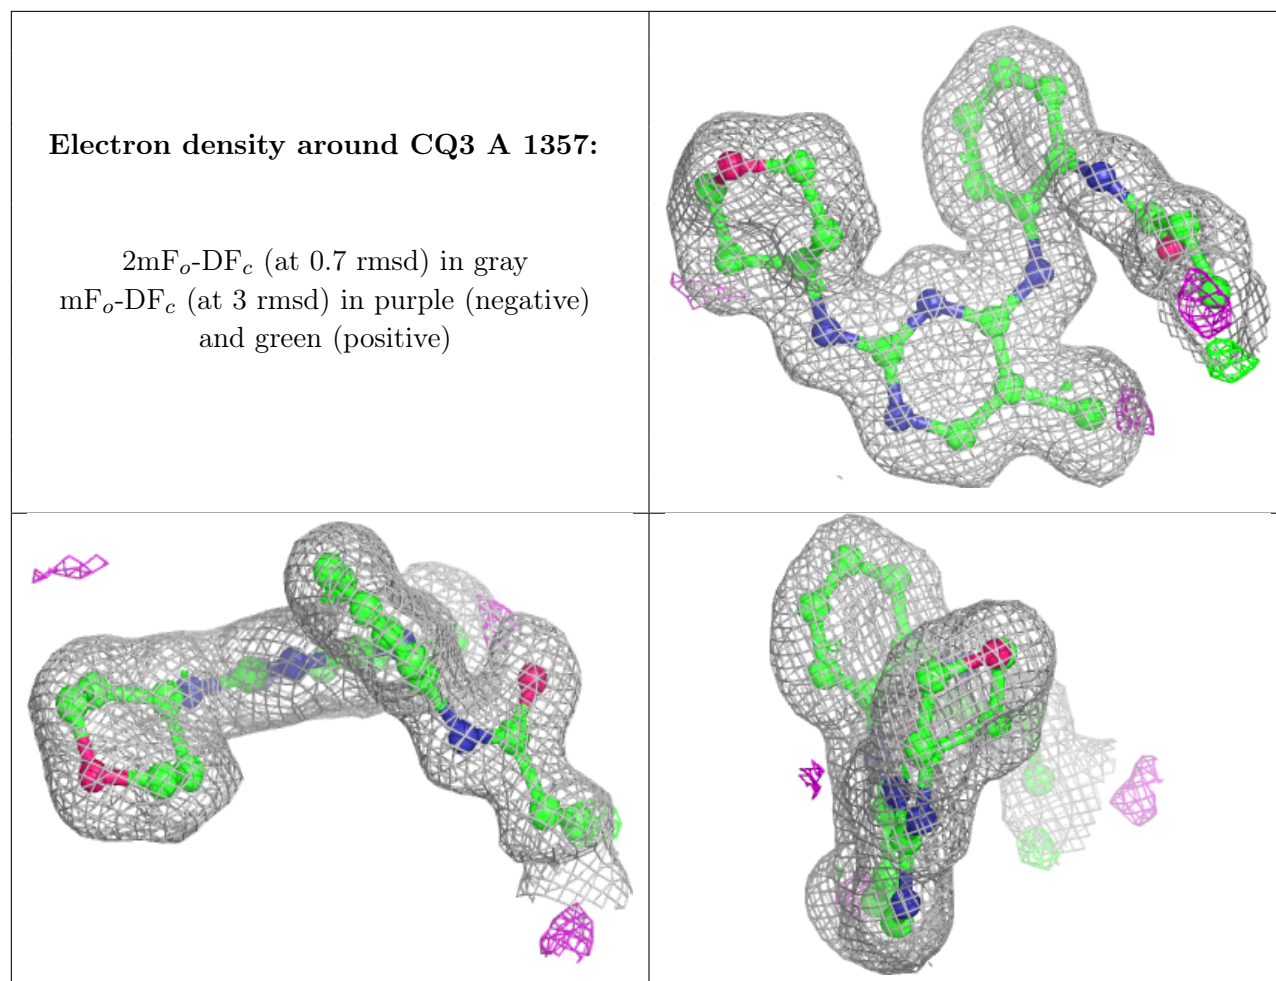 Electron density around CQ3 A 1357:
2mFo-DFc (at 0.7 rmsd) in gray
mFo-DFc (at 3 rmsd) in purple (negative)
and green (positive)